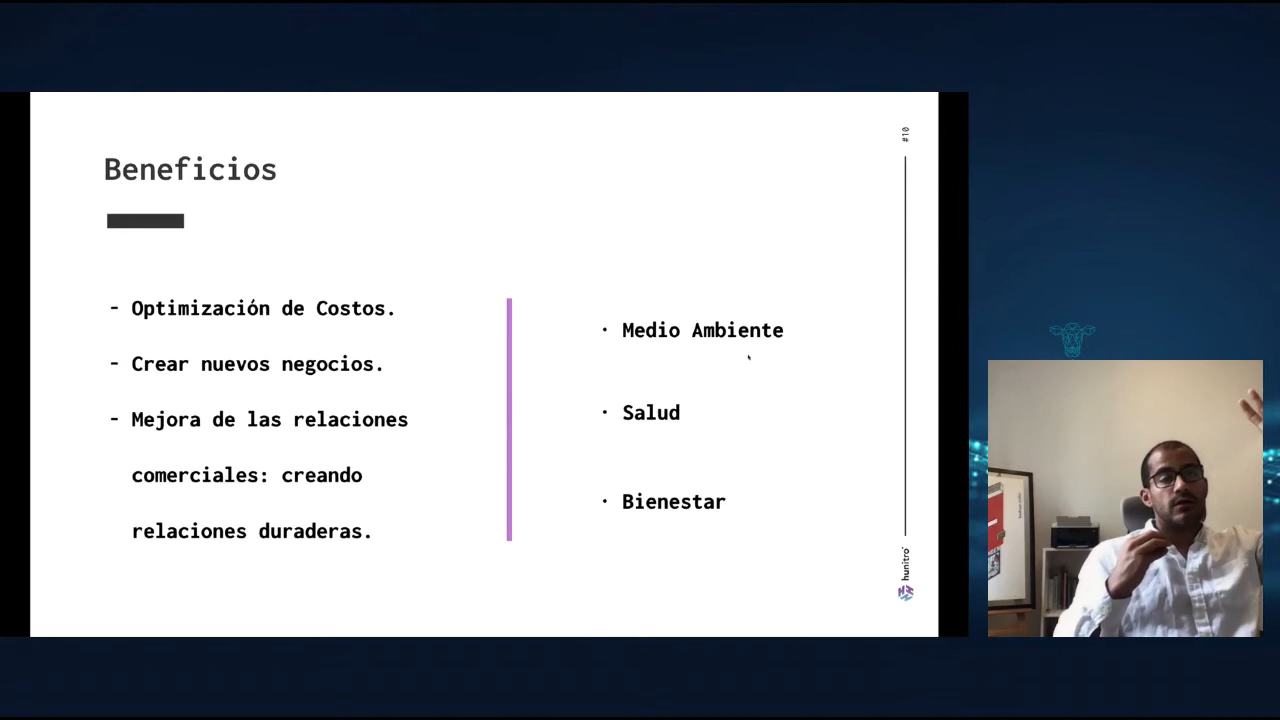 #10
Beneficios
- Optimización de Costos.
- Crear nuevos negocios.
- Mejora de las relaciones
comerciales: creando
relaciones duraderas.
· Medio Ambiente
· Salud
· Bienestar
hunitro